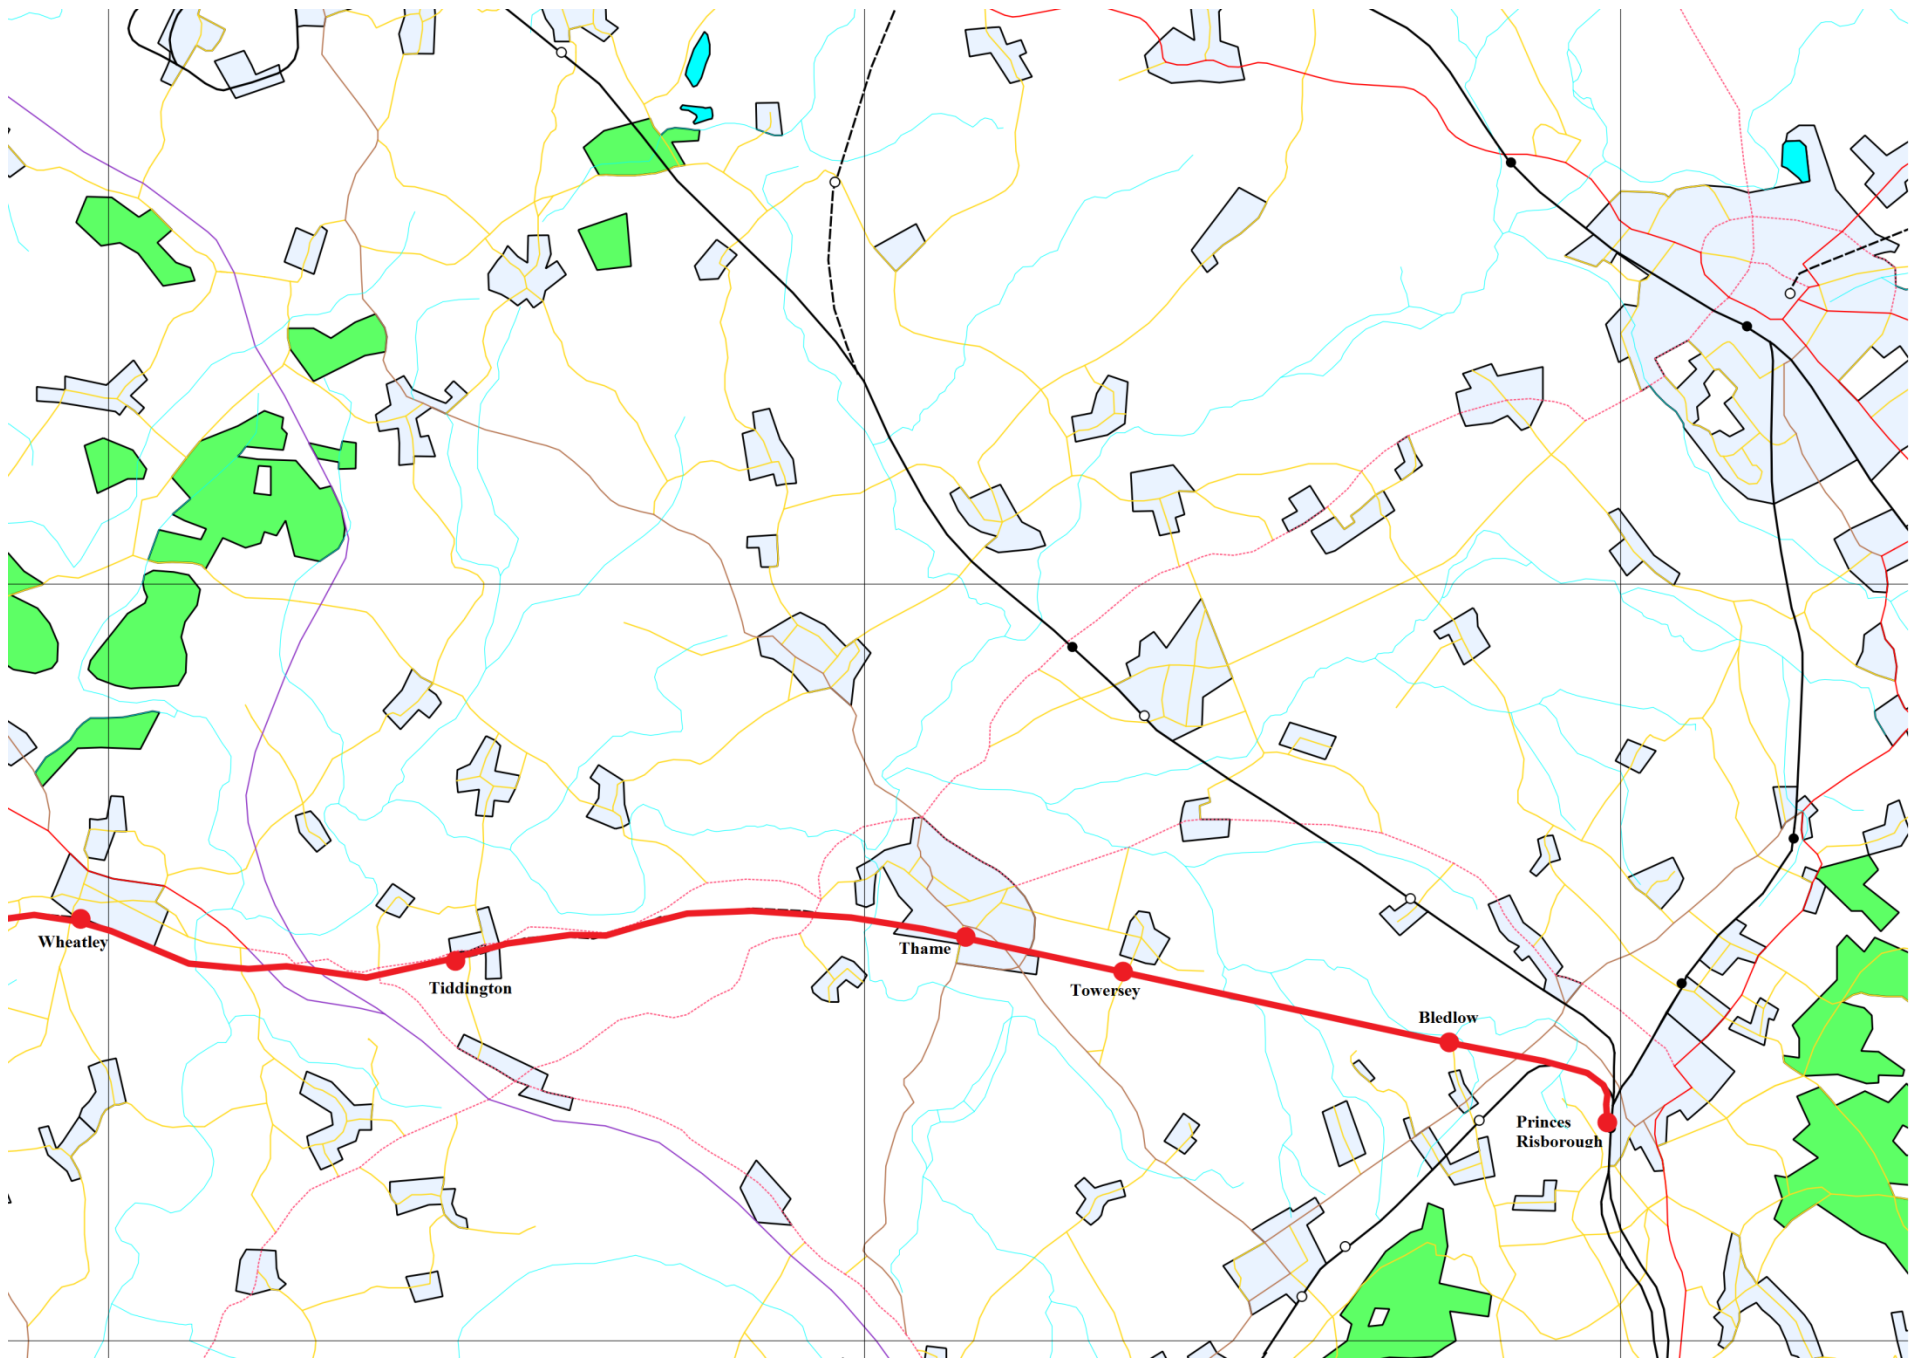 Wheatley
Tiddington
Thame
Towersey
Bledlow
Princes
Risborough